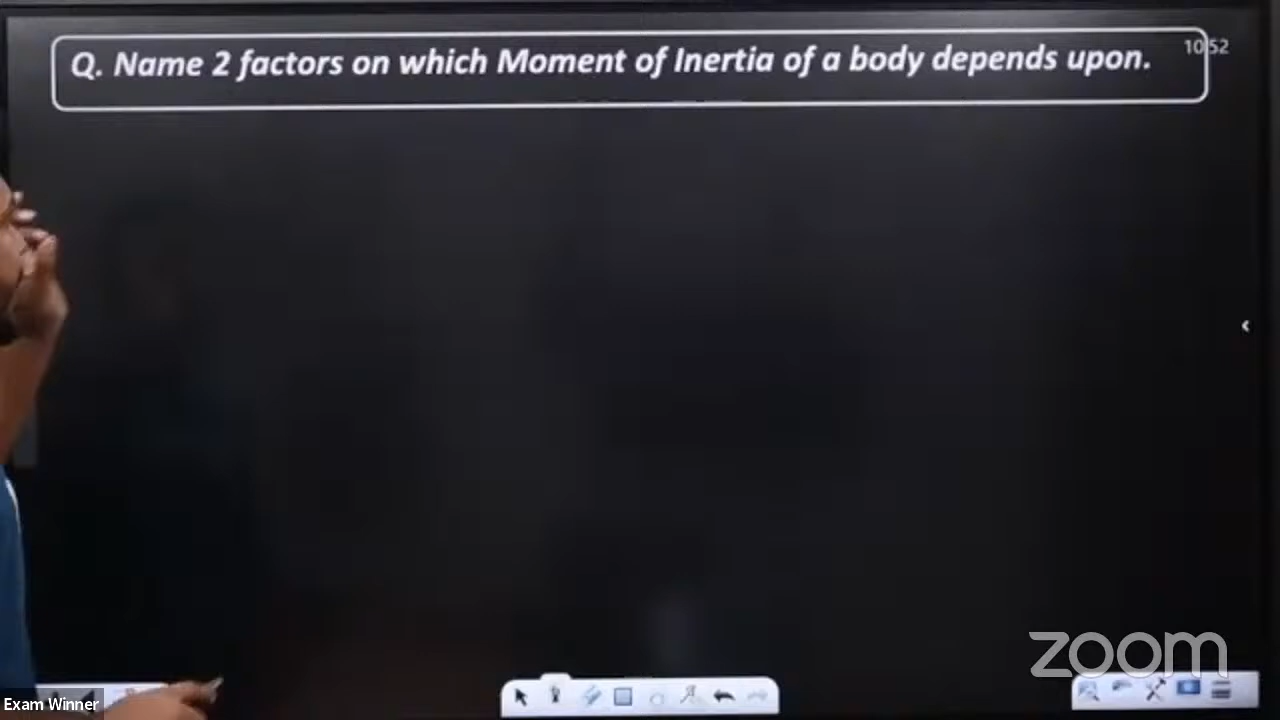 Q. Name 2 factors on which Moment of Inertia of a body depends upon.
10:52
zoom
Exam Winner